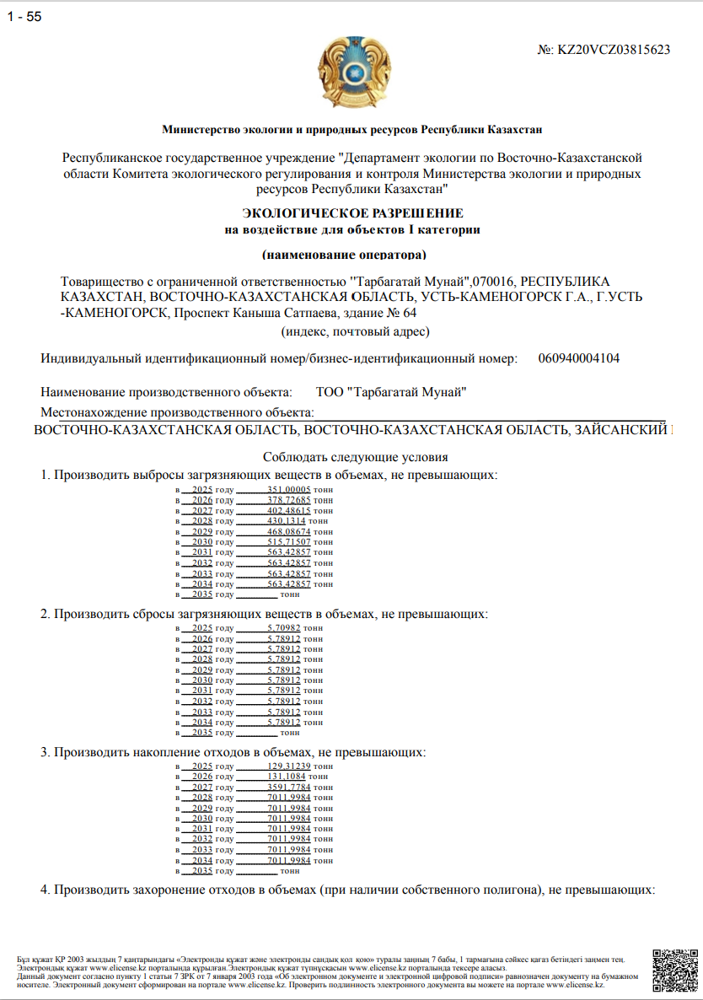 1 - 55
№: KZ20VCZ03815623
Министерство экологии и природных ресурсов Республики Казахстан
Республиканское государственное учреждение "Департамент экологии по Восточно-Казахстанской
области Комитета экологического регулирования и контроля Министерства экологии и природных
ресурсов Республики Казахстан"
ЭКОЛОГИЧЕСКОЕ РАЗРЕШЕНИЕ
на воздействие для объектов I категории
(наименование оператора)
Товарищество с ограниченной ответственностью "Тарбагатай Мунай",070016, РЕСПУБЛИКА
КАЗАХСТАН, ВОСТОЧНО-КАЗАХСТАНСКАЯ ОБЛАСТЬ, УСТЬ-КАМЕНОГОРСК Г.А., Г.УСТЬ
-КАМЕНОГОРСК, Проспект Каныша Сатпаева, здание № 64
(индекс, почтовый адрес)
Индивидуальный идентификационный номер/бизнес-идентификационный номер: 060940004104
Наименование производственного объекта: ТОО "Тарбагатай Мунай"
Местонахождение производственного объекта:
ВОСТОЧНО-КАЗАХСТАНСКАЯ ОБЛАСТЬ, ВОСТОЧНО-КАЗАХСТАНСКАЯ ОБЛАСТЬ, ЗАЙСАНСКИЙ
Соблюдать следующие условия
1. Производить выбросы загрязняющих веществ в объемах, не превышающих:
в 2025 году 351,00005 тонн
в 2026 году 378,72685 тонн
в 2027 году 402,48615 тонн
в 2028 году 430,1314 тонн
в 2029 году 468,08674 тонн
в 2030 году 515,71507 тонн
в 2031 году 563,42857 тонн
в 2032 году 563,42857 тонн
в 2033 году 563,42857 тонн
в 2034 году 563,42857 тонн
в 2035 году тонн
2. Производить сбросы загрязняющих веществ в объемах, не превышающих:
в 2025 году 5,70982 тонн
в 2026 году 5,78912 тонн
в 2027 году 5,78912 тонн
в 2028 году 5,78912 тонн
в 2029 году 5,78912 тонн
в 2030 году 5,78912 тонн
в 2031 году 5,78912 тонн
в 2032 году 5,78912 тонн
в 2033 году 5,78912 тонн
в 2034 году 5,78912 тонн
в 2035 году тонн
3. Производить накопление отходов в объемах, не превышающих:
в 2025 году 129,31239 тонн
в 2026 году 131,1084 тонн
в 2027 году 3591,7784 тонн
в 2028 году 7011,9984 тонн
в 2029 году 7011,9984 тонн
в 2030 году 7011,9984 тонн
в 2031 году 7011,9984 тонн
в 2032 году 7011,9984 тонн
в 2033 году 7011,9984 тонн
в 2034 году 7011,9984 тонн
в 2035 году тонн
4. Производить захоронение отходов в объемах (при наличии собственного полигона), не превышающих:
Бұл құжат ҚР 2003 жылдың 7 қаңтарындағы «Электронды құжат және электронды сандық қол қою» туралы заңның 7 бабы, 1 тармағына сәйкес қағаз бетіндегі заңмен тең.
Электрондық құжат www.elicense.kz порталында құрылған.Электрондық құжат түпнұсқасын www.elicense.kz порталында тексере аласыз.
Данный документ согласно пункту 1 статьи 7 ЗРК от 7 января 2003 года «Об электронном документе и электронной цифровой подписи» равнозначен документу на бумажном
носителе. Электронный документ сформирован на портале www.elicense.kz. Проверить подлинность электронного документа вы можете на портале www.elicense.kz.